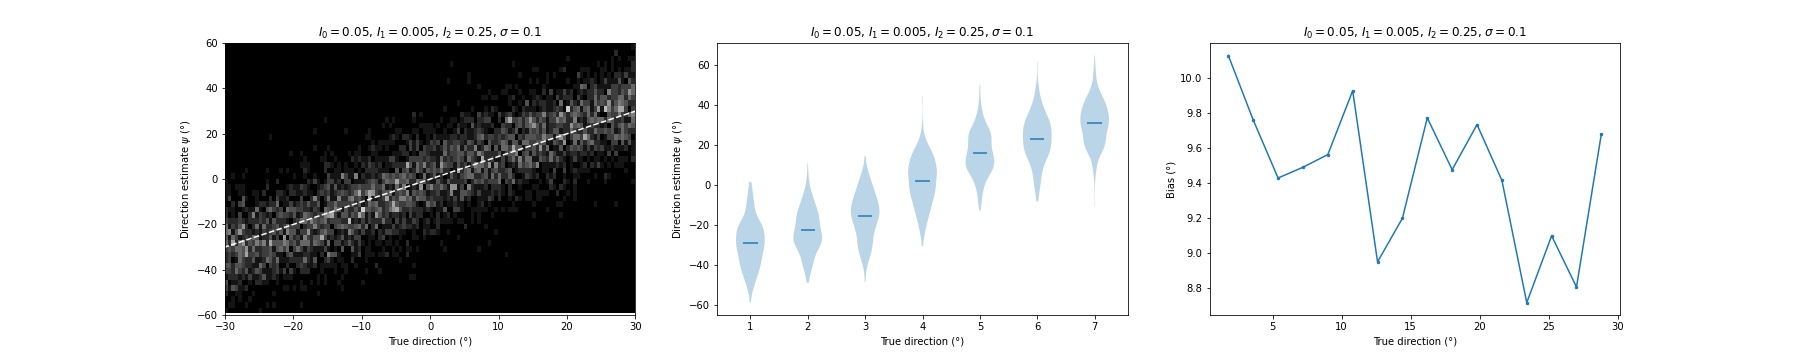 I₀ = 0.05, I₁ = 0.005, I₂ = 0.25, σ = 0.1
60
40
20
0
−20
−40
−60
Direction estimate ψ (°)
−30 −20 −10 0 10 20 30
True direction (°)
I₀ = 0.05, I₁ = 0.005, I₂ = 0.25, σ = 0.1
60
40
20
0
−20
−40
−60
Direction estimate ψ (°)
1 2 3 4 5 6 7
True direction (°)
I₀ = 0.05, I₁ = 0.005, I₂ = 0.25, σ = 0.1
10.0
9.8
9.6
9.4
9.2
9.0
8.8
Bias (°)
5 10 15 20 25 30
True direction (°)